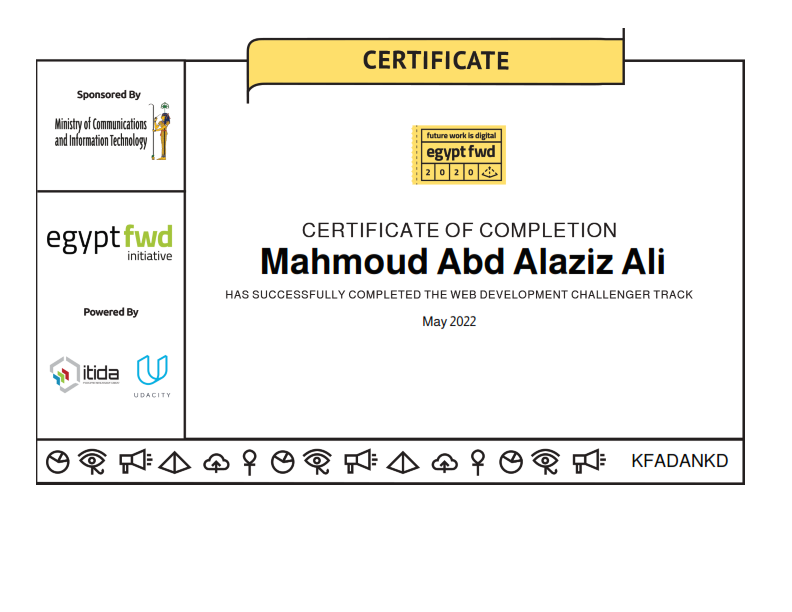 CERTIFICATE
Sponsored By
Ministry of Communications
and Information Technology
egyptfwd
initiative
Powered By
itida
UDACITY
future work is digital
egypt fwd
2 0 2 0
CERTIFICATE OF COMPLETION
Mahmoud Abd Alaziz Ali
HAS SUCCESSFULLY COMPLETED THE WEB DEVELOPMENT CHALLENGER TRACK
May 2022
KFADANKD